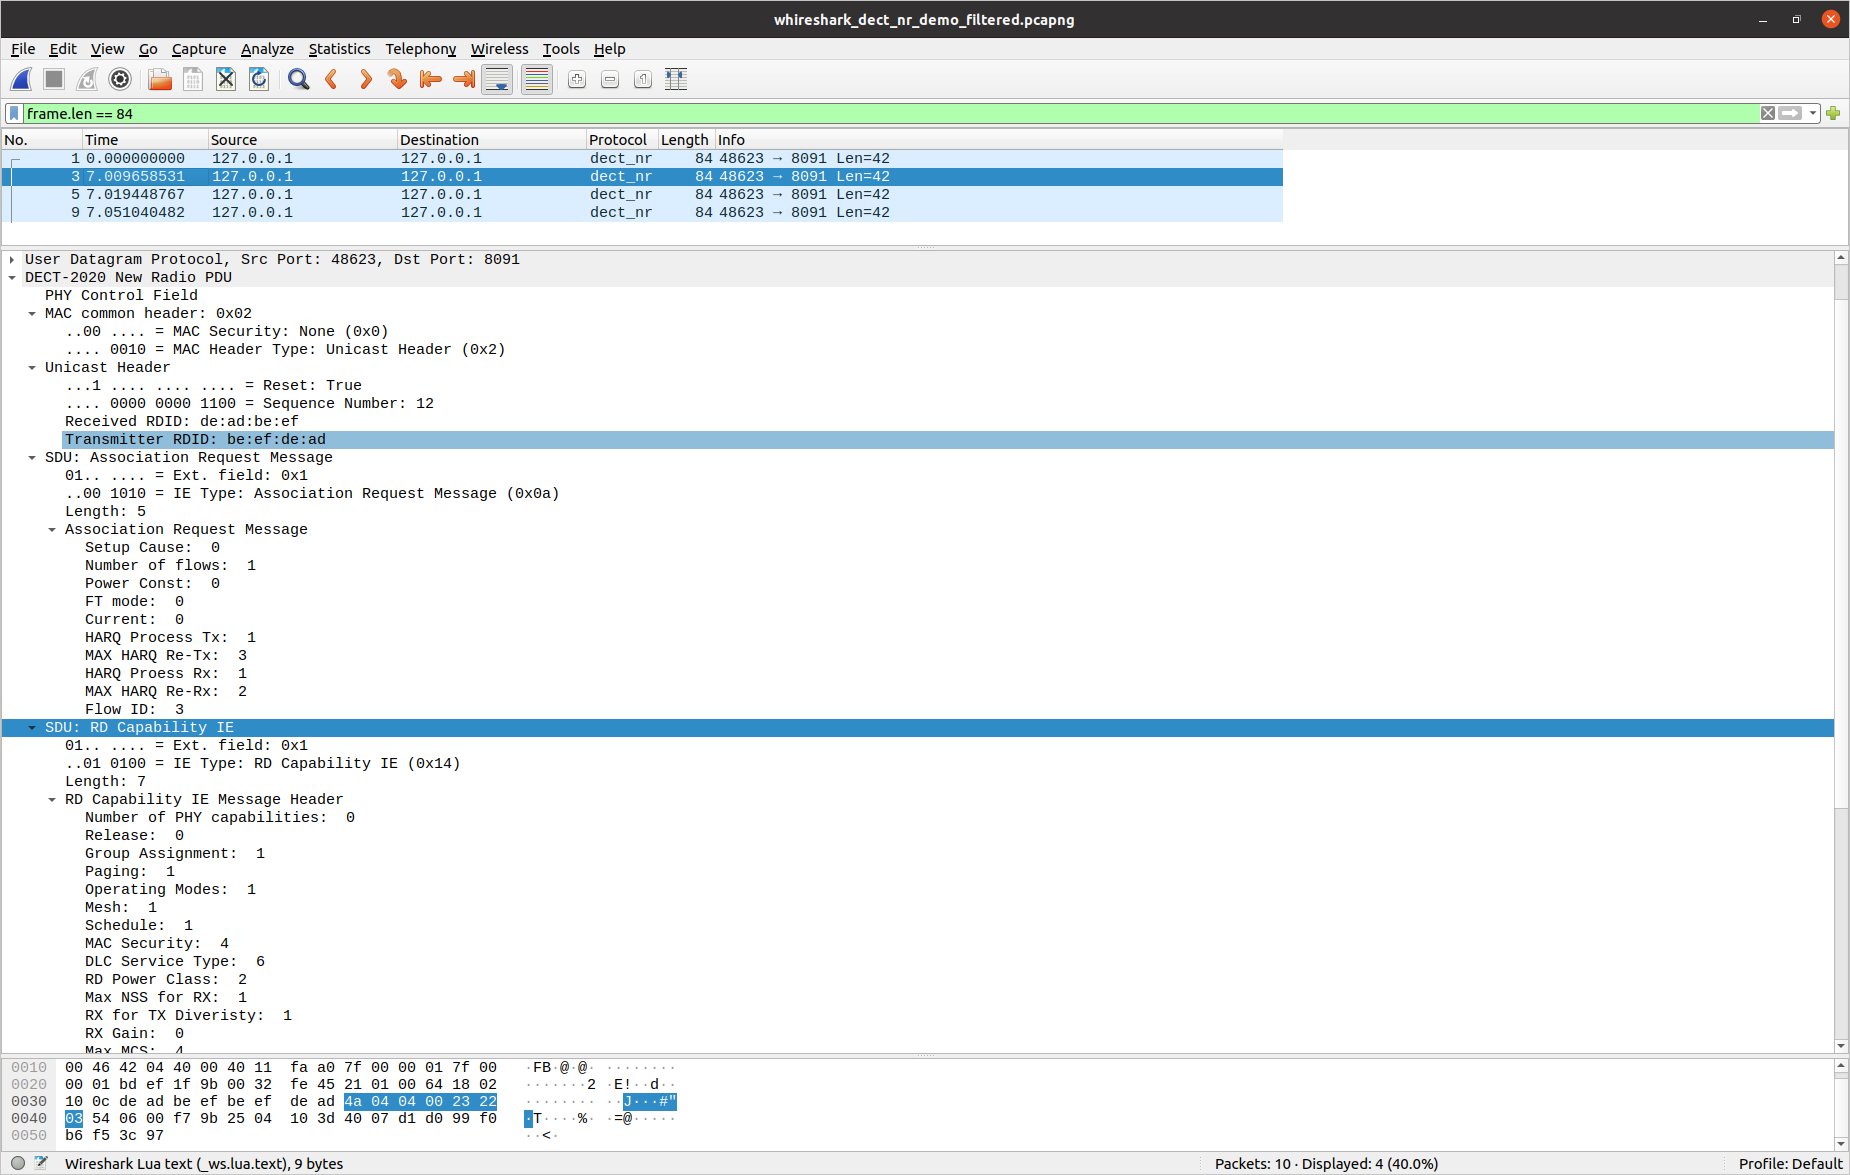 whireshark_dect_nr_demo_filtered.pcapng
File Edit View Go Capture Analyze Statistics Telephony Wireless Tools Help
frame.len == 84
No. Time Source Destination Protocol Length Info
1 0.000000000 127.0.0.1 127.0.0.1 dect_nr 84 48623 → 8091 Len=42
3 7.009658531 127.0.0.1 127.0.0.1 dect_nr 84 48623 → 8091 Len=42
5 7.019448767 127.0.0.1 127.0.0.1 dect_nr 84 48623 → 8091 Len=42
9 7.051040482 127.0.0.1 127.0.0.1 dect_nr 84 48623 → 8091 Len=42
User Datagram Protocol, Src Port: 48623, Dst Port: 8091
DECT-2020 New Radio PDU
PHY Control Field
MAC common header: 0x02
..00 .... = MAC Security: None (0x0)
.... 0010 = MAC Header Type: Unicast Header (0x2)
Unicast Header
...1 .... .... .... = Reset: True
.... 0000 0000 1100 = Sequence Number: 12
Received RDID: de:ad:be:ef
Transmitter RDID: be:ef:de:ad
SDU: Association Request Message
01.. .... = Ext. field: 0x1
..00 1010 = IE Type: Association Request Message (0x0a)
Length: 5
Association Request Message
Setup Cause: 0
Number of flows: 1
Power Const: 0
FT mode: 0
Current: 0
HARQ Process Tx: 1
MAX HARQ Re-Tx: 3
HARQ Proess Rx: 1
MAX HARQ Re-Rx: 2
Flow ID: 3
SDU: RD Capability IE
01.. .... = Ext. field: 0x1
..01 0100 = IE Type: RD Capability IE (0x14)
Length: 7
RD Capability IE Message Header
Number of PHY capabilities: 0
Release: 0
Group Assignment: 1
Paging: 1
Operating Modes: 1
Mesh: 1
Schedule: 1
MAC Security: 4
DLC Service Type: 6
RD Power Class: 2
Max NSS for RX: 1
RX for TX Diveristy: 1
RX Gain: 0
Max MCS: 4
0010 00 46 42 04 40 00 40 11 fa a0 7f 00 00 01 7f 00 ·FB·@·@· ········
0020 00 01 bd ef 1f 9b 00 32 fe 45 21 01 00 64 18 02 ·······2 ·E!··d··
0030 10 0c de ad be ef be ef de ad 4a 04 04 00 23 22 ········ ··J···#"
0040 03 54 06 00 f7 9b 25 04 10 3d 40 07 d1 d0 99 f0 ·T····%· ·=@·····
0050 b6 f5 3c 97 ··<·
Wireshark Lua text (_ws.lua.text), 9 bytes Packets: 10 · Displayed: 4 (40.0%) Profile: Default